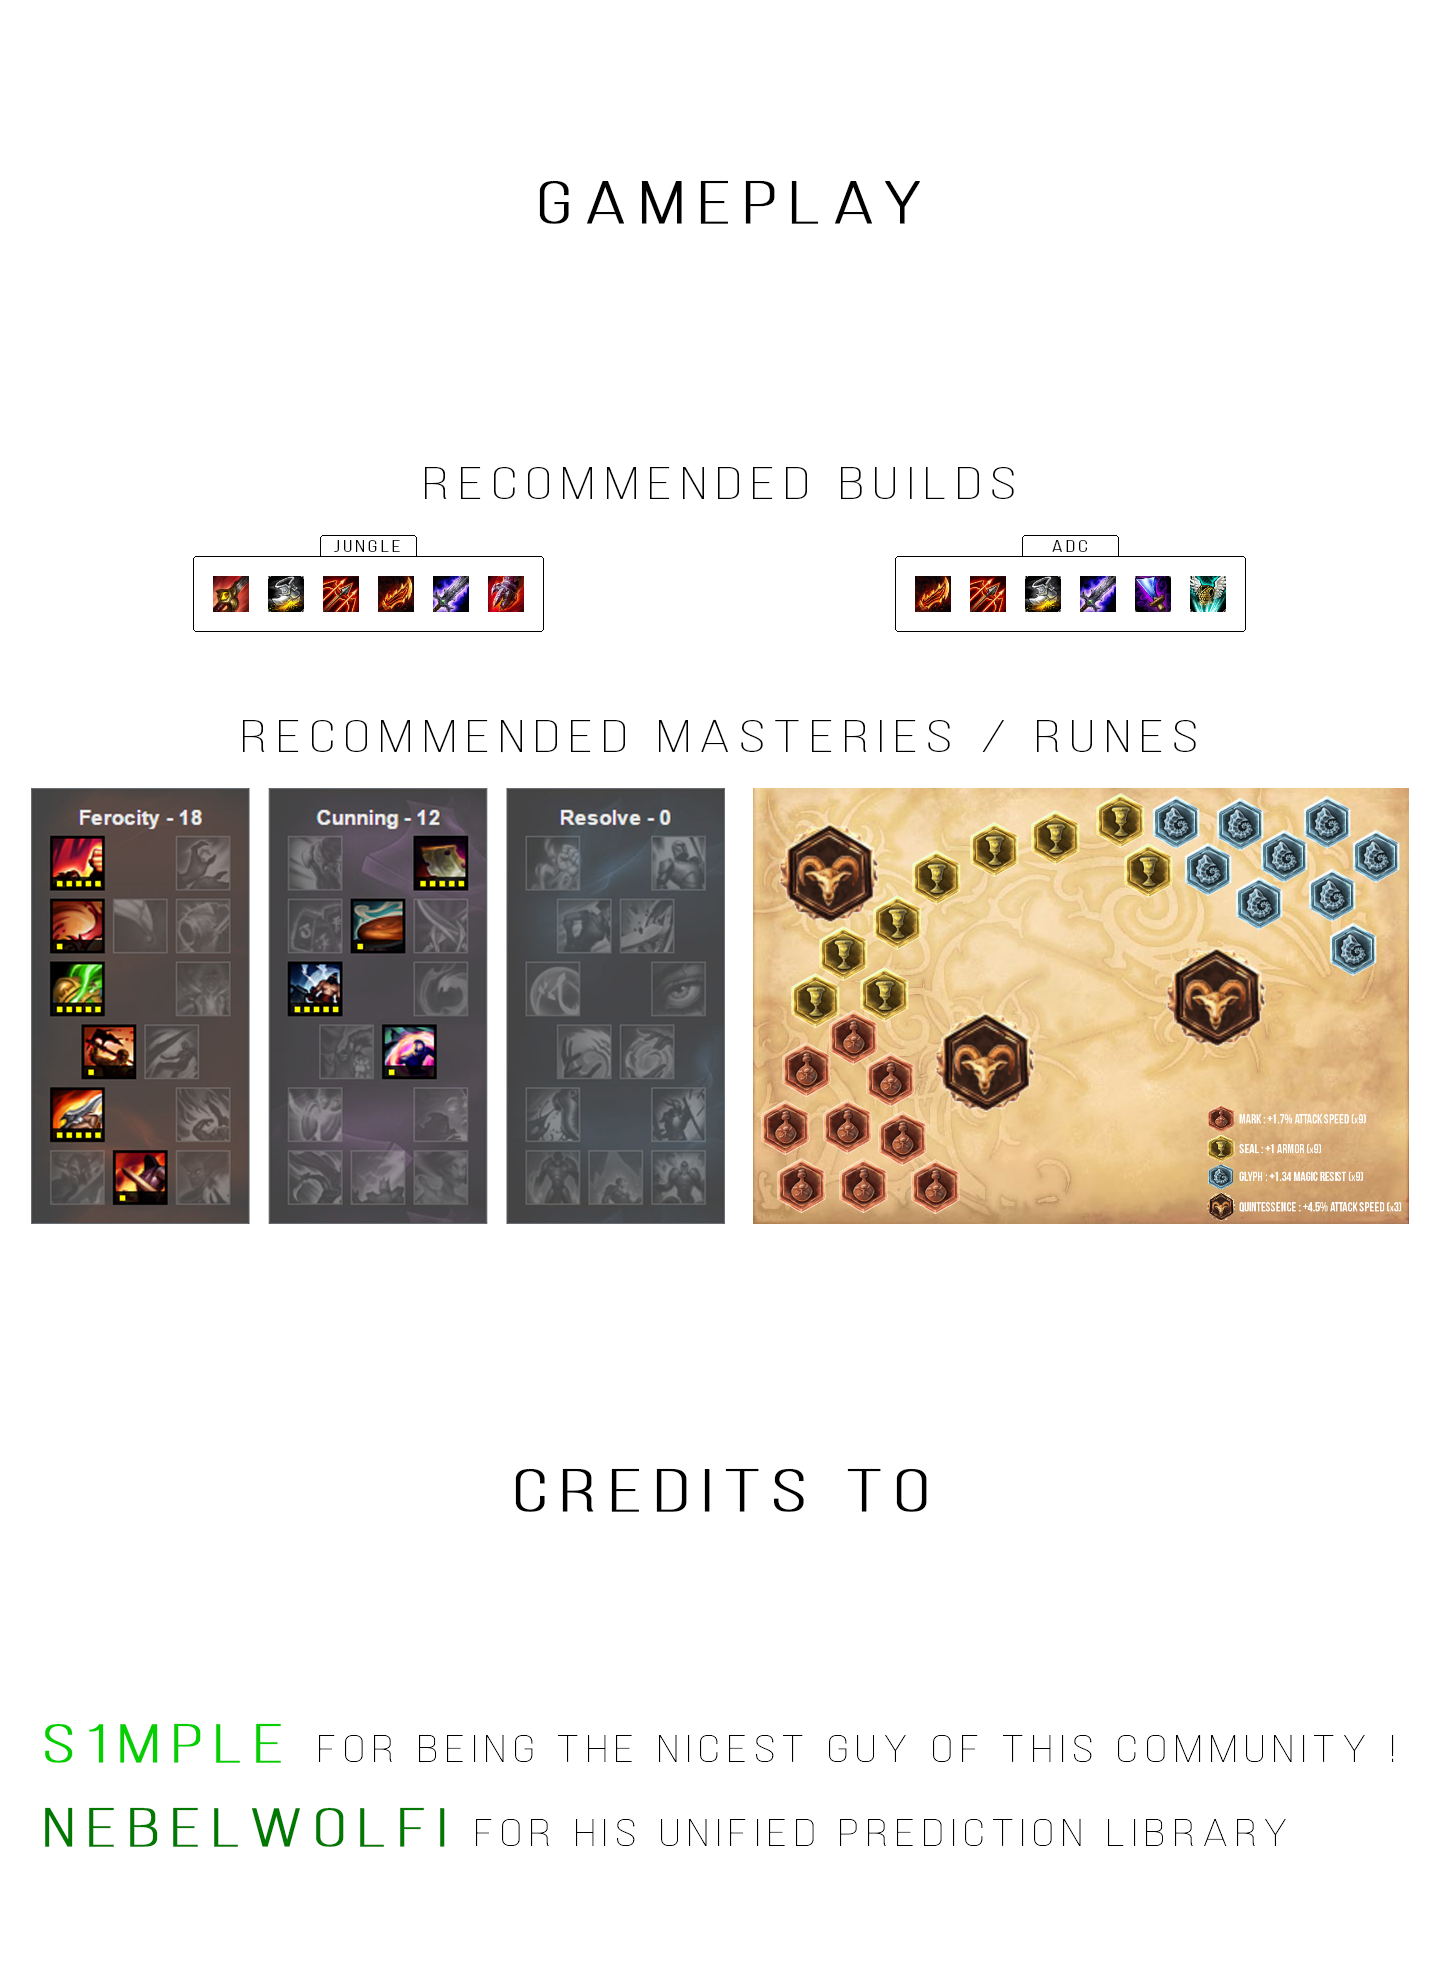 GAMEPLAY
RECOMMENDED BUILDS
JUNGLE
ADC
RECOMMENDED MASTERIES / RUNES
Ferocity - 18
Cunning - 12
Resolve - 0
MARK : +1.7% ATTACK SPEED (x9)
SEAL : +1 ARMOR (x9)
GLYPH : +1.34 MAGIC RESIST (x9)
QUINTESSENCE : +4.5% ATTACK SPEED (x3)
CREDITS TO
S1MPLE FOR BEING THE NICEST GUY OF THIS COMMUNITY !
NEBELWOLFI FOR HIS UNIFIED PREDICTION LIBRARY